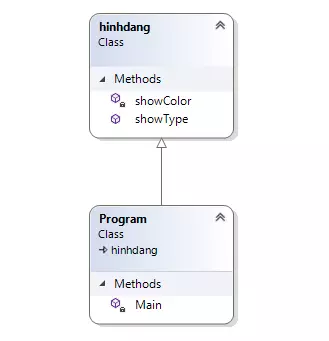 hinhdang
Class
Methods
showColor
showType
Program
Class
hinhdang
Methods
Main